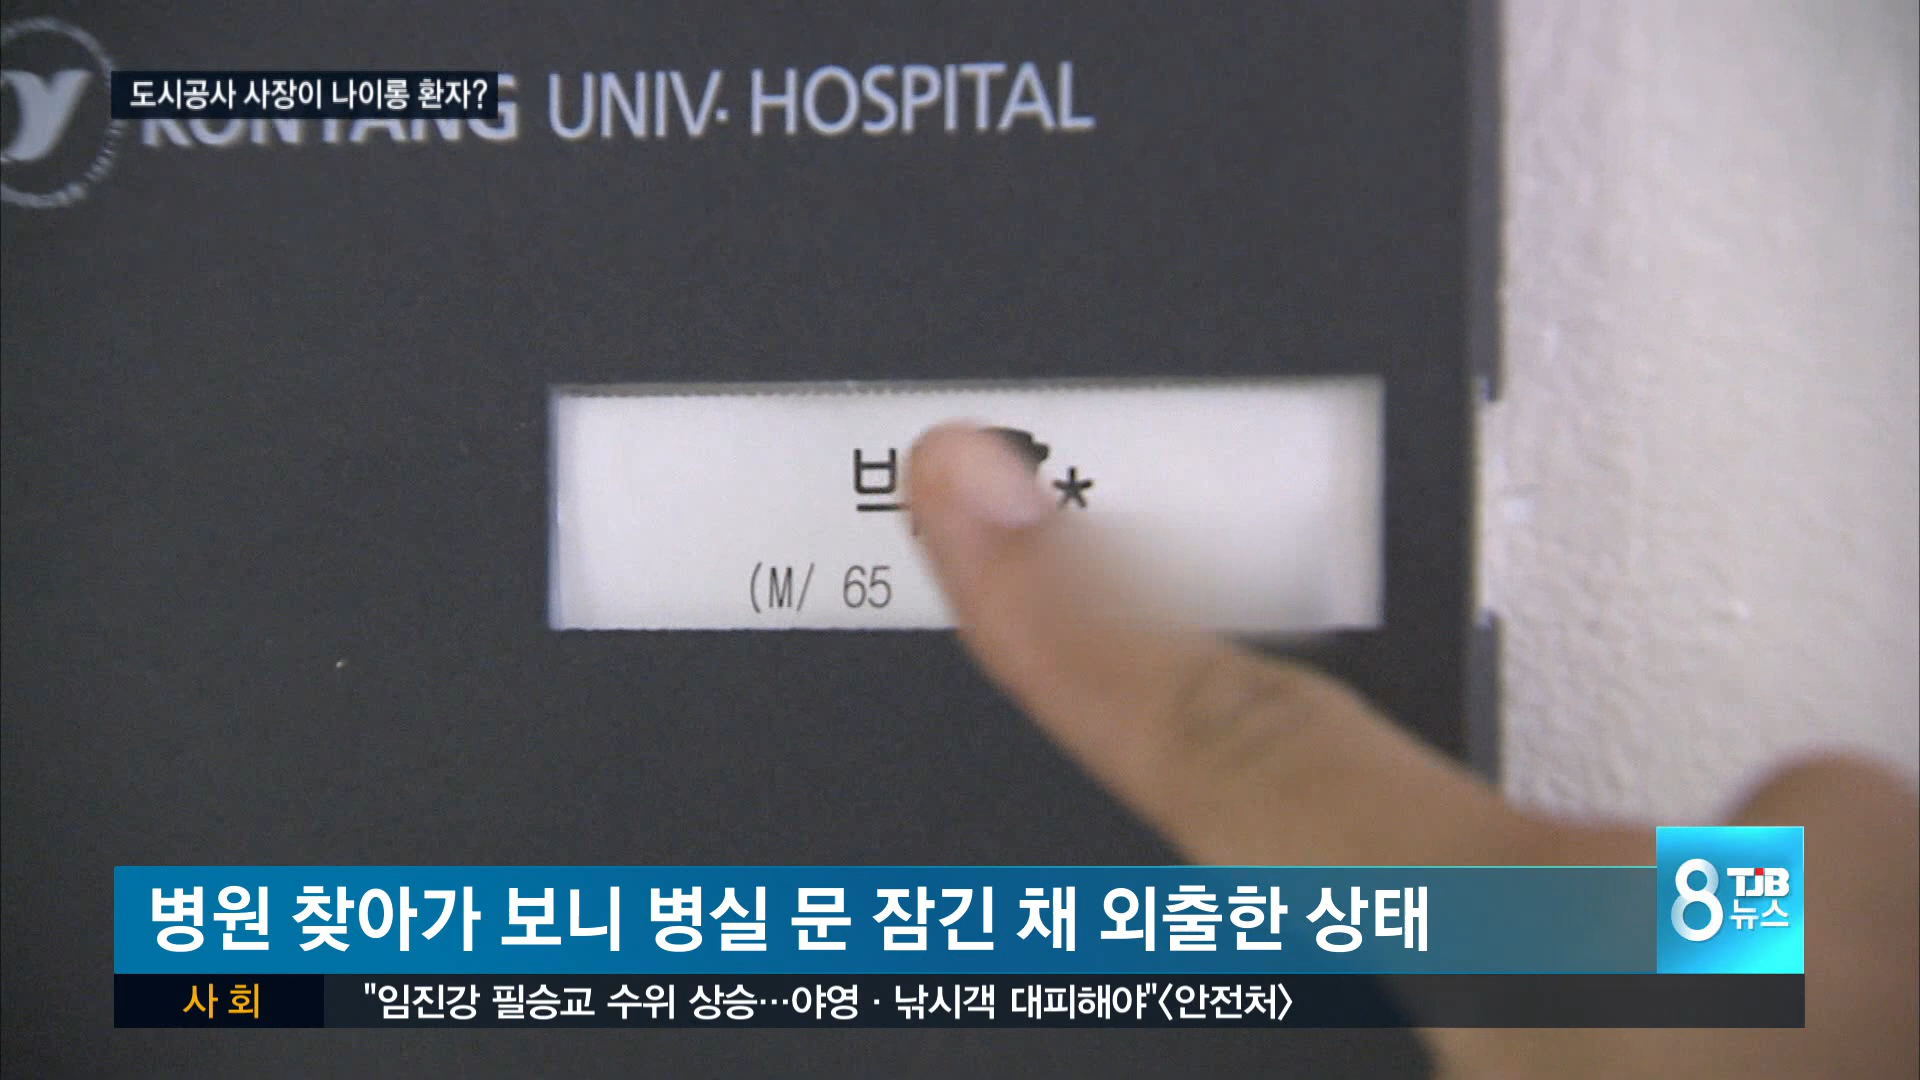 도시공사 사장이 나이롱 환자?
KONYANG UNIV. HOSPITAL
*
(M/ 65
병원 찾아가 보니 병실 문 잠긴 채 외출한 상태
8 TJB 뉴스
사회
"임진강 필승교 수위 상승…야영·낚시객 대피해야"<안전처>